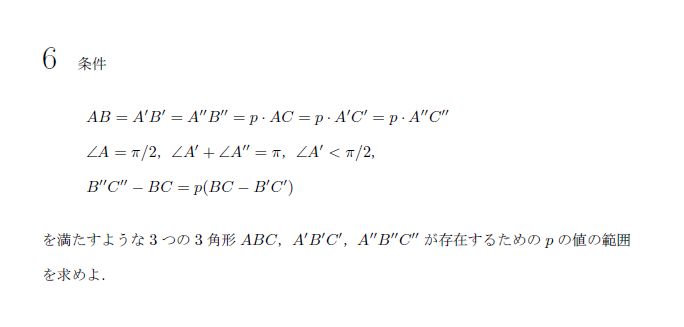 6 条件
AB = A′B′ = A″B″ = p · AC = p · A′C′ = p · A″C″
∠A = π/2, ∠A′ + ∠A″ = π, ∠A′ < π/2,
B″C″ − BC = p(BC − B′C′)
を満たすような 3 つの 3 角形 ABC, A′B′C′, A″B″C″ が存在するための p の値の範囲
を求めよ.